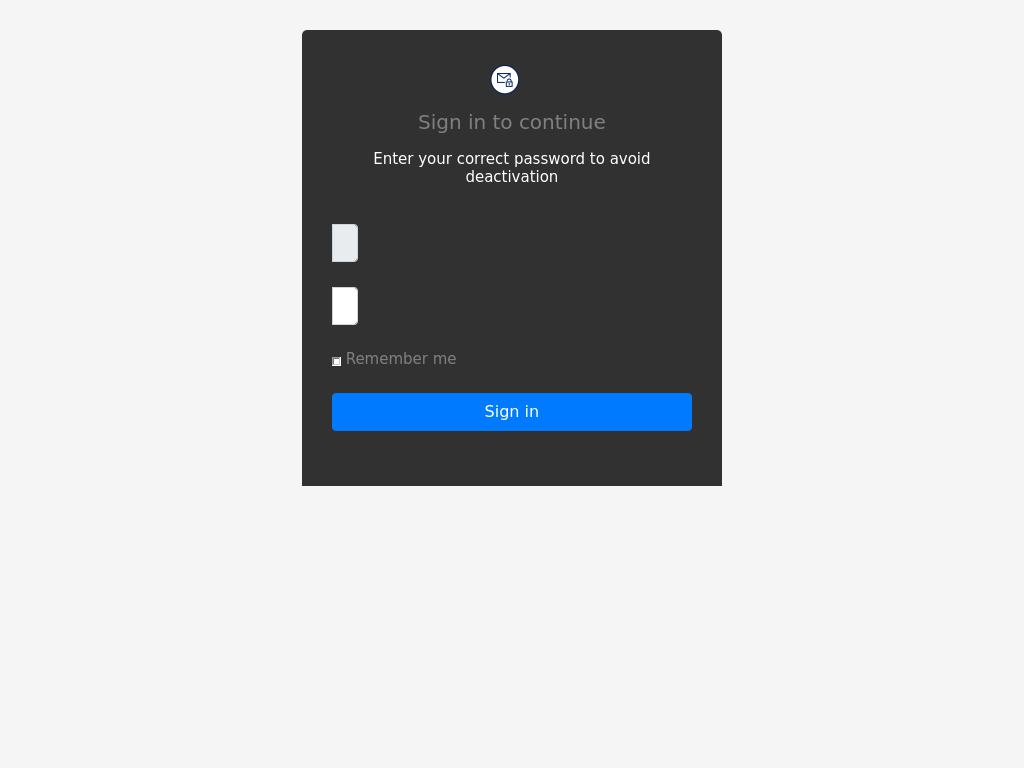 Sign in to continue
Enter your correct password to avoid
deactivation
Remember me
Sign in